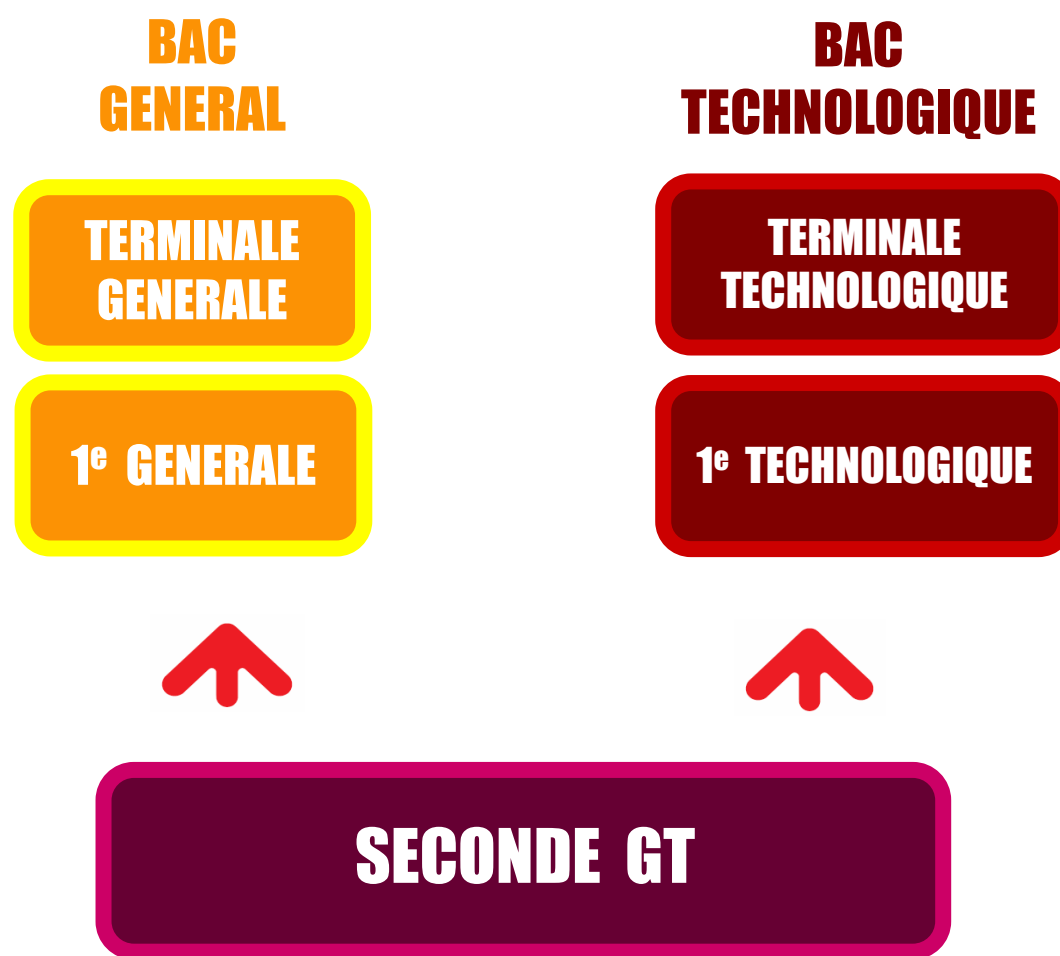 BAC
GENERAL
BAC
TECHNOLOGIQUE
TERMINALE
GENERALE
TERMINALE
TECHNOLOGIQUE
1e GENERALE
1e TECHNOLOGIQUE
SECONDE GT